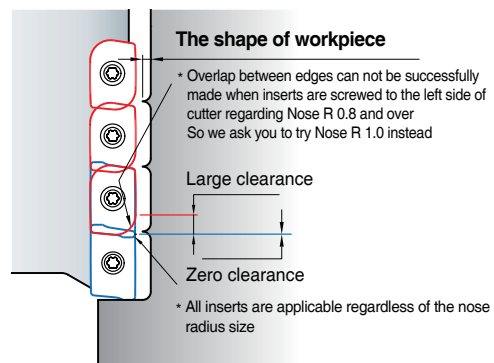 The shape of workpiece
* Overlap between edges can not be successfully
made when inserts are screwed to the left side of
cutter regarding Nose R 0.8 and over
So we ask you to try Nose R 1.0 instead
Large clearance
Zero clearance
* All inserts are applicable regardless of the nose
radius size